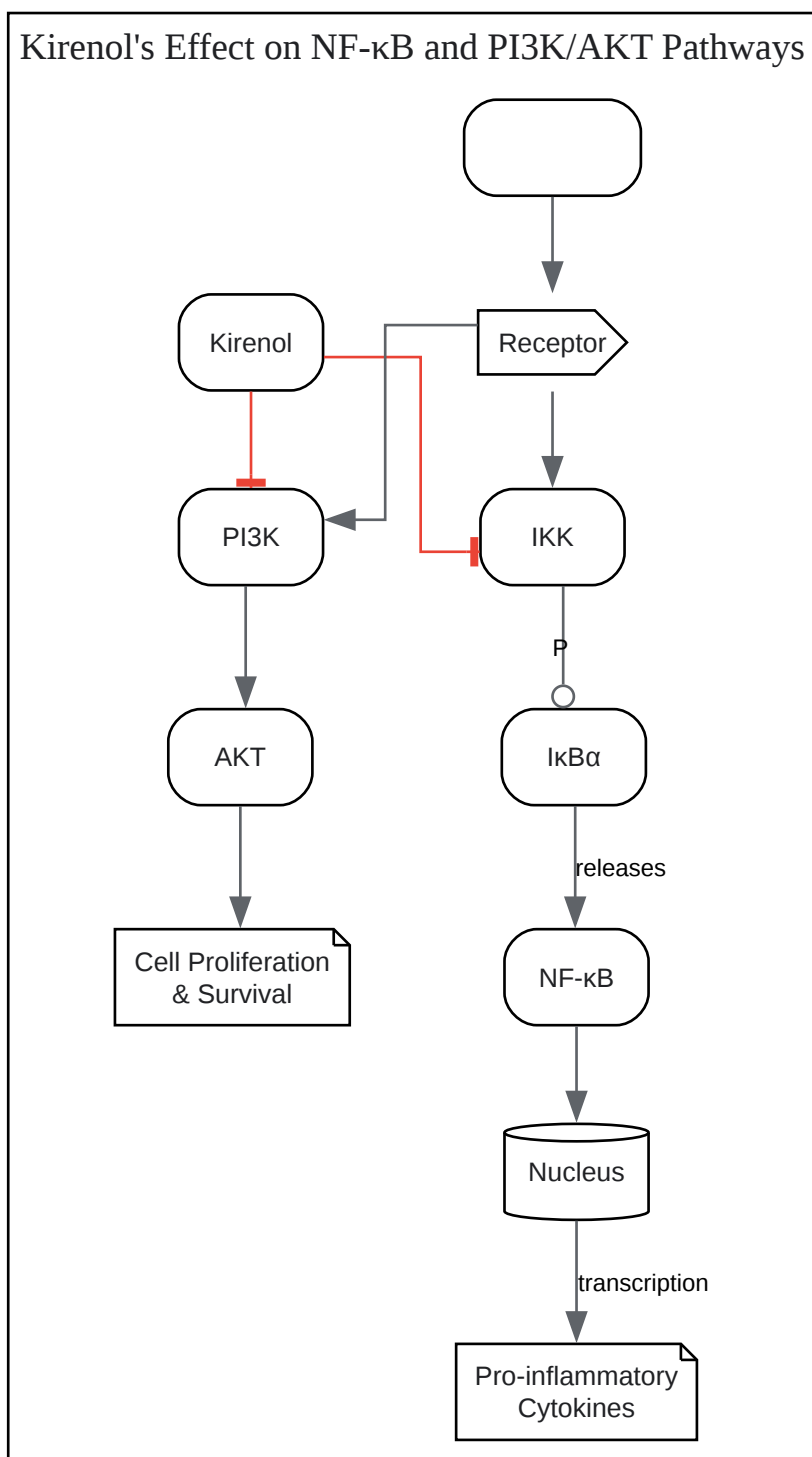 Kirenol's Effect on NF-κB and PI3K/AKT Pathways
Kirenol
Receptor
PI3K
IKK
P
AKT
IκBα
releases
Cell Proliferation
& Survival
NF-κB
Nucleus
transcription
Pro-inflammatory
Cytokines